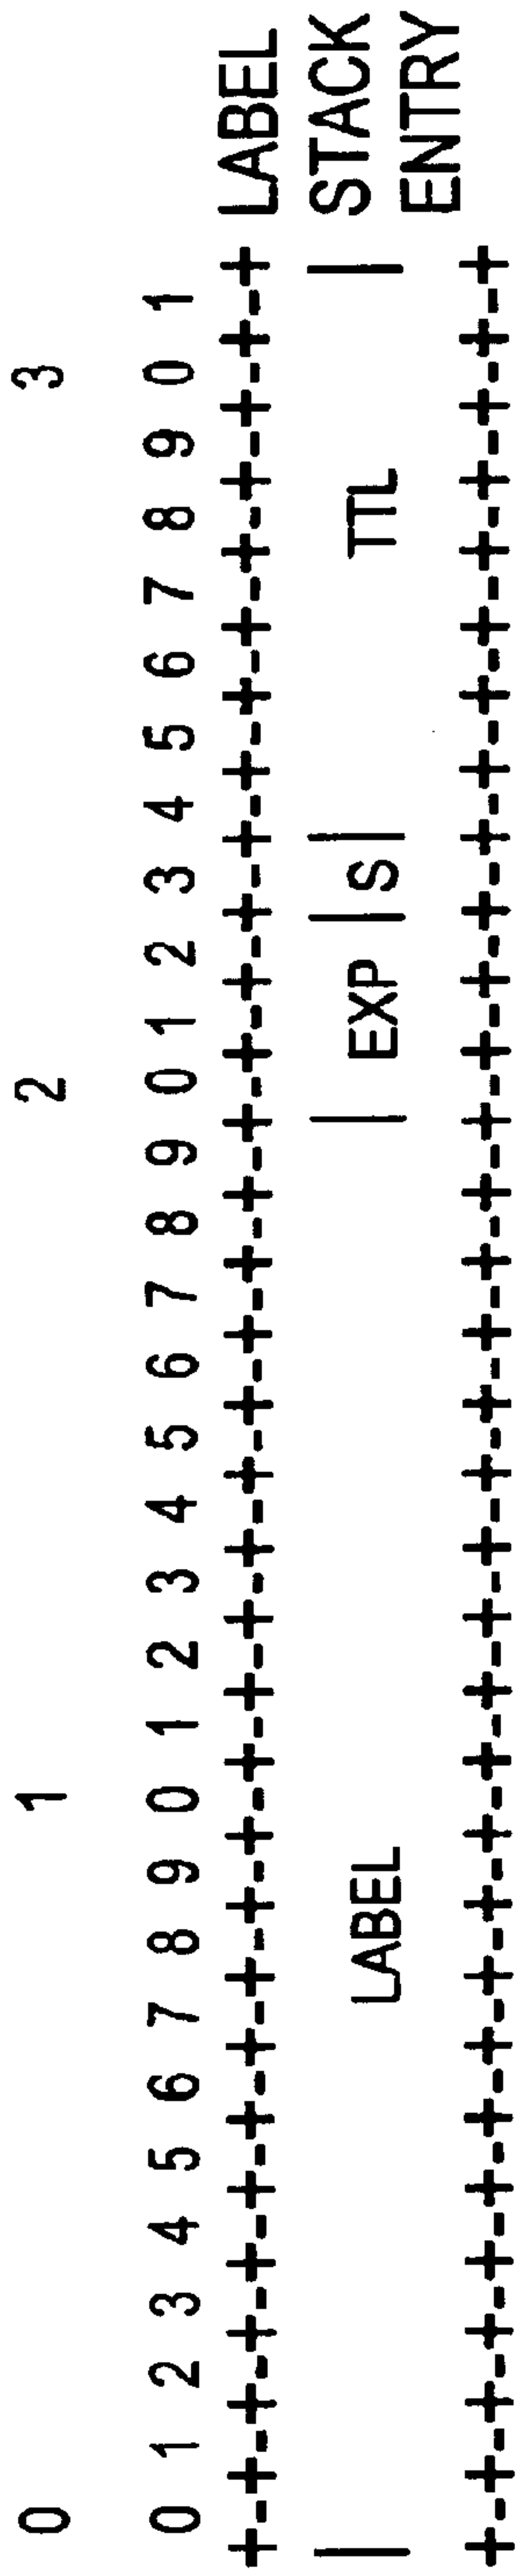 0                   1                   2                   3
0 1 2 3 4 5 6 7 8 9 0 1 2 3 4 5 6 7 8 9 0 1 2 3 4 5 6 7 8 9 0 1
+-+-+-+-+-+-+-+-+-+-+-+-+-+-+-+-+-+-+-+-+-+-+-+-+-+-+-+-+-+-+-+-+ LABEL
| LABEL | EXP |S| TTL | STACK
+-+-+-+-+-+-+-+-+-+-+-+-+-+-+-+-+-+-+-+-+-+-+-+-+-+-+-+-+-+-+-+-+ ENTRY